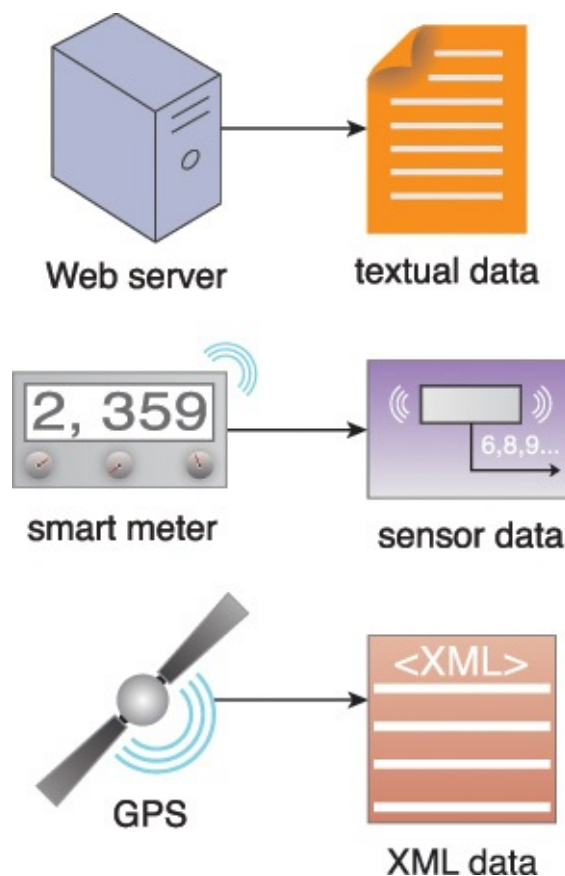 Web server
textual data
2, 359
6,8,9...
smart meter
sensor data
<XML>
GPS
XML data